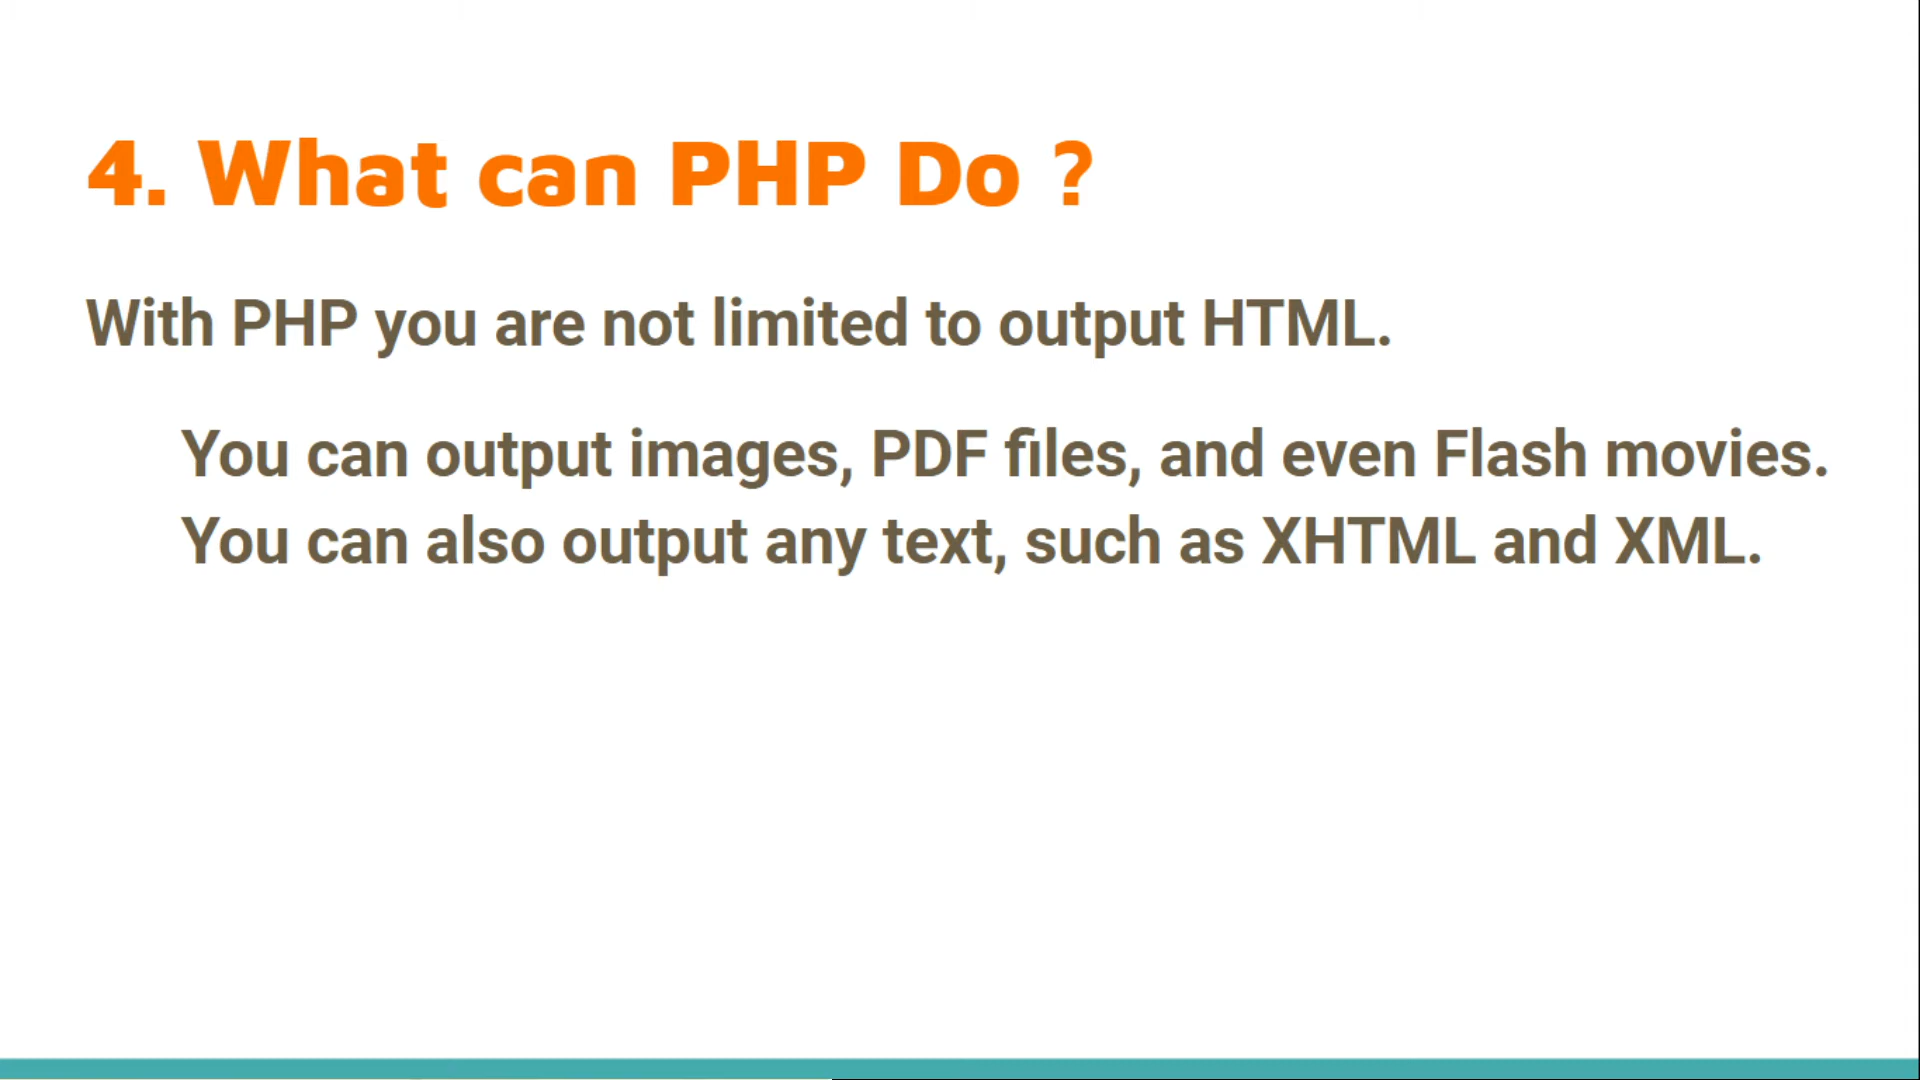 4. What can PHP Do ?
With PHP you are not limited to output HTML.
You can output images, PDF files, and even Flash movies.
You can also output any text, such as XHTML and XML.